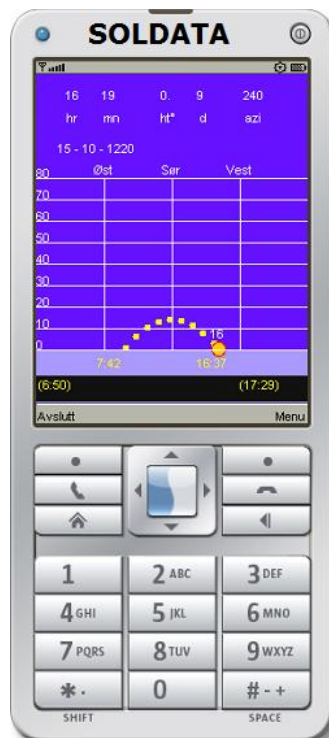 SOLDATA
16 19 0. 9 240
hr mn ht° d azi
15 - 10 - 1220
80 Øst Sør Vest
70
60
50
40
30
20
10
16
0
7:42 16:37
(6:50) (17:29)
Avslutt Menu
1 2 ABC 3 DEF
4 GHI 5 JKL 6 MNO
7 PQRS 8 TUV 9 WXYZ
* . 0 # - +
SHIFT SPACE